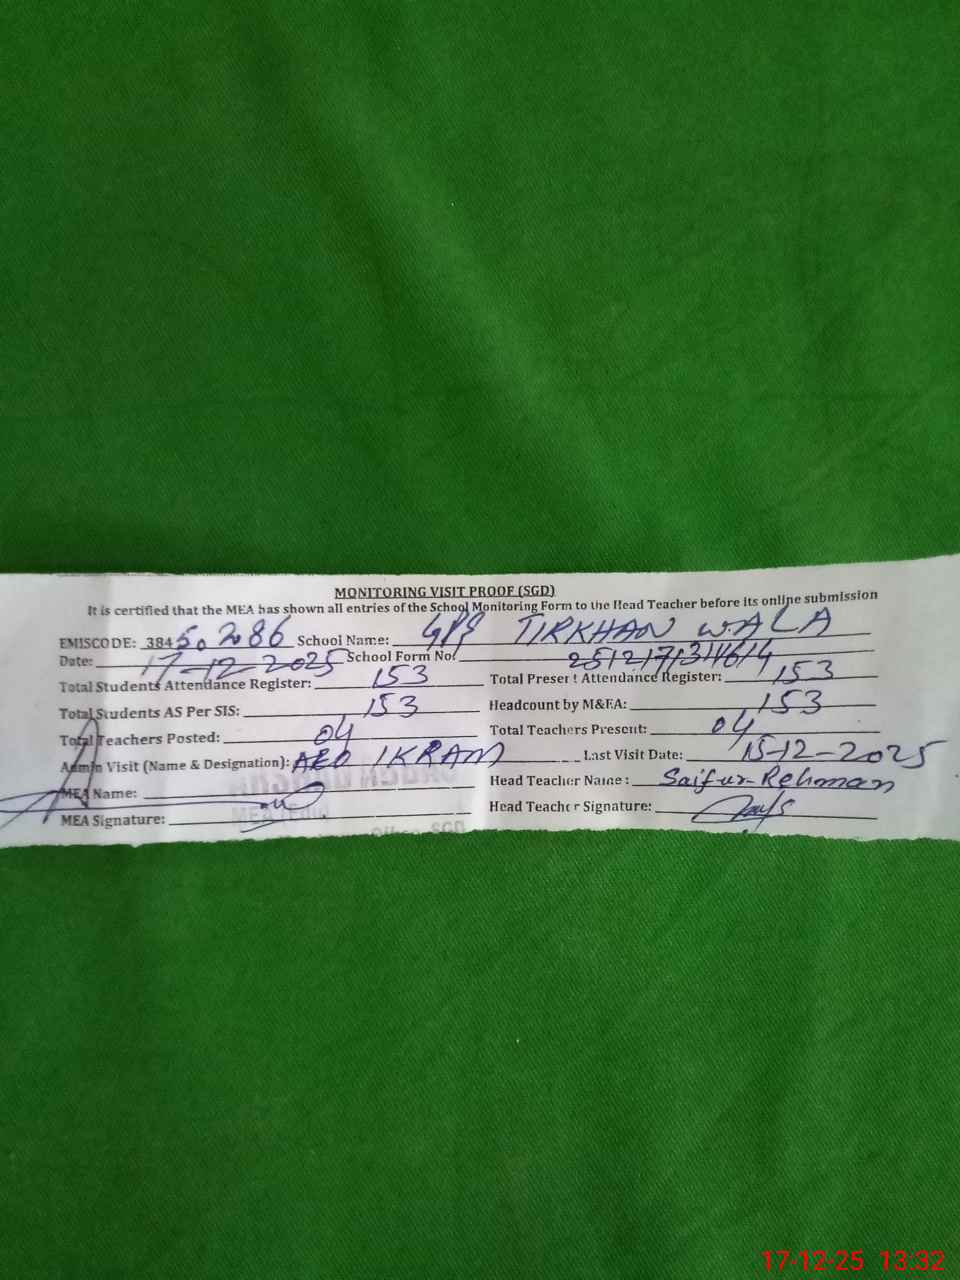 MONITORING VISIT PROOF (SGD)
It is certified that the MEA has shown all entries of the School Monitoring Form to the Head Teacher before its online submission
EMISCODE: 38450286 School Name: GPS TIRKHAN WALA
Date: 17-12-2025 School Form No:
Total Students Attendance Register: 153 Total Present Attendance Register: 153
Total Students AS Per SIS: 153 Headcount by M&EA: 153
Total Teachers Posted: 04 Total Teachers Present: 04
Admin Visit (Name & Designation): AEO IKRAM Last Visit Date: 15-12-2025
MEA Name: Head Teacher Name: Saif ur-Rehman
MEA Signature: Head Teacher Signature:
17-12-25 13:32